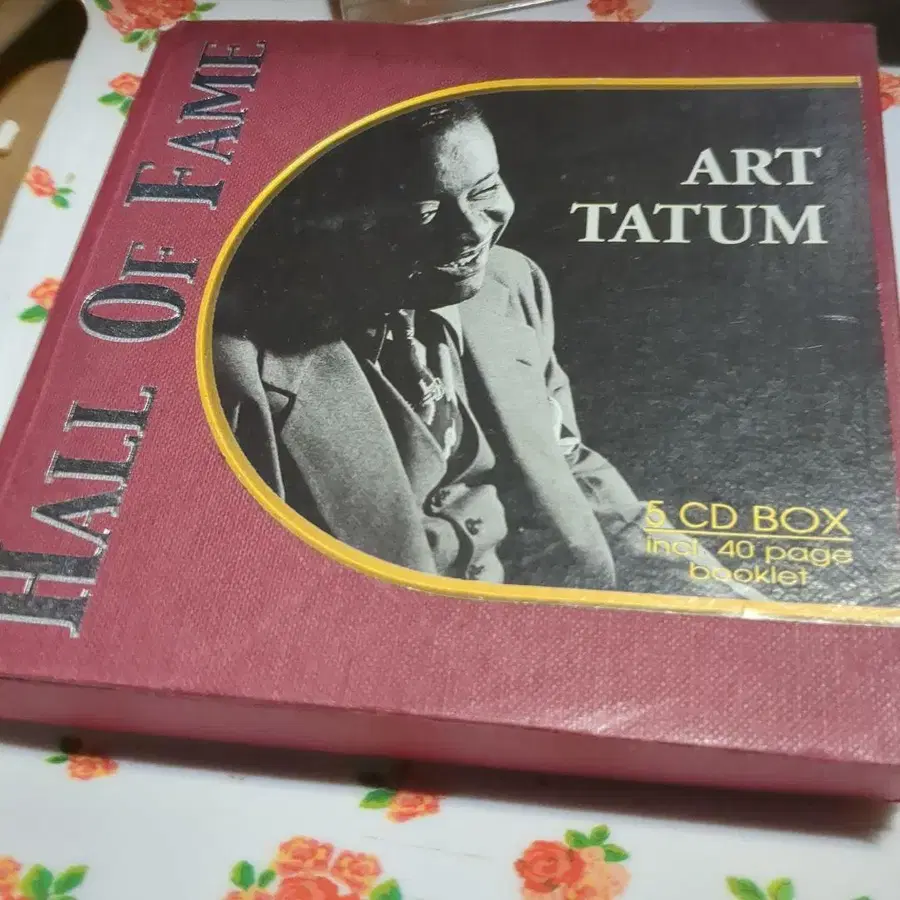 HALL OF FAME
ART
TATUM
5 CD BOX
incl. 40 page
booklet